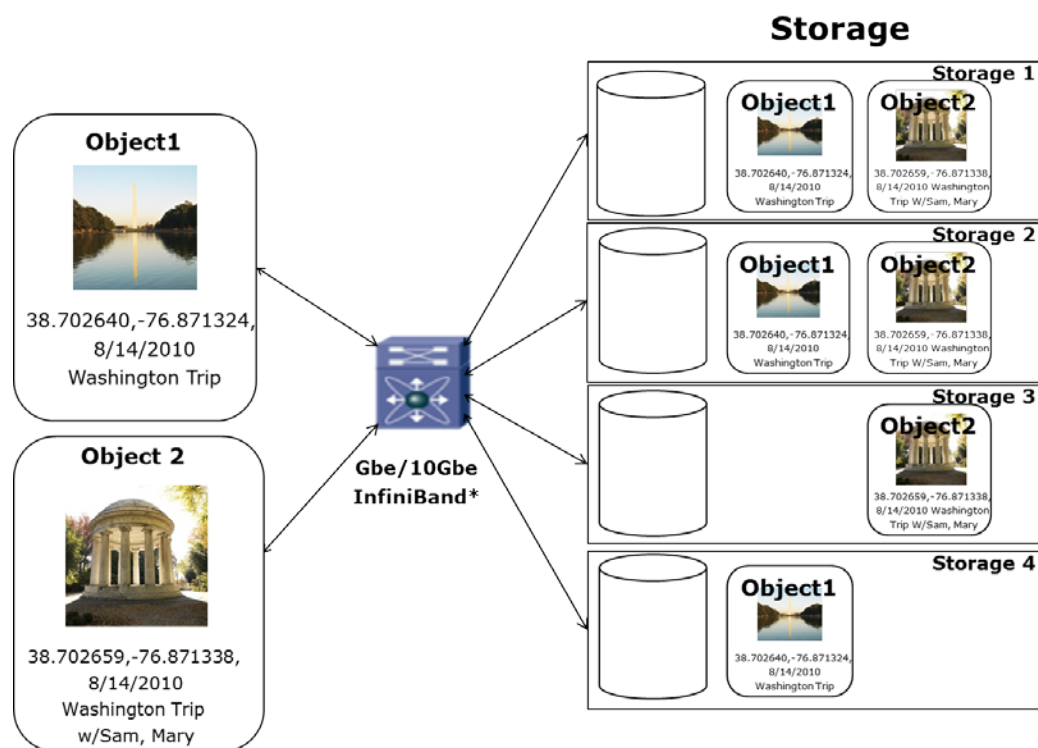 Storage
Object1
38.702640,-76.871324,
8/14/2010
Washington Trip
Object 2
38.702659,-76.871338,
8/14/2010
Washington Trip
w/Sam, Mary
Gbe/10Gbe
InfiniBand*
Storage 1
Object1
38.702640,-76.871324,
8/14/2010
Washington Trip
Object2
38.702659,-76.871338,
8/14/2010 Washington
Trip W/Sam, Mary
Storage 2
Object1
38.702640,-76.871324,
8/14/2010
Washington Trip
Object2
38.702659,-76.871338,
8/14/2010 Washington
Trip W/Sam, Mary
Storage 3
Object2
38.702659,-76.871338,
8/14/2010 Washington
Trip W/Sam, Mary
Storage 4
Object1
38.702640,-76.871324,
8/14/2010
Washington Trip